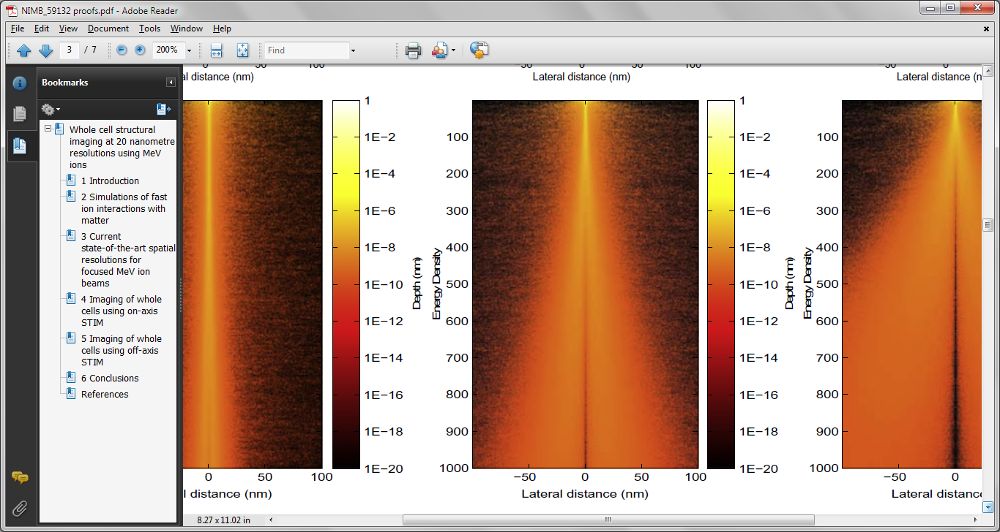 NIMB_59132 proofs.pdf - Adobe Reader
File Edit View Document Tools Window Help
3 / 7 200% Find
Bookmarks
Whole cell structural
imaging at 20 nanometre
resolutions using MeV
ions
1 Introduction
2 Simulations of fast
ion interactions with
matter
3 Current
state-of-the-art spatial
resolutions for
focused MeV ion
beams
4 Imaging of whole
cells using on-axis
STIM
5 Imaging of whole
cells using off-axis
STIM
6 Conclusions
References
0 50 100
al distance (nm)
−50 0 50 100
Lateral distance (nm)
−50 0
Lateral distance (n
1
1E−2
1E−4
1E−6
1E−8
1E−10
1E−12
1E−14
1E−16
1E−18
1E−20
0 50 100
al distance (nm)
Depth (nm)
Energy Density
100
200
300
400
500
600
700
800
900
1000
−50 0 50 100
Lateral distance (nm)
1
1E−2
1E−4
1E−6
1E−8
1E−10
1E−12
1E−14
1E−16
1E−18
1E−20
Depth (nm)
Energy Density
100
200
300
400
500
600
700
800
900
1000
−50 0
Lateral distance
8.27 x 11.02 in